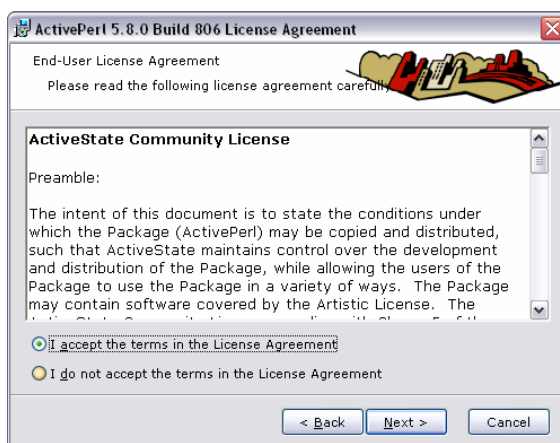 ActivePerl 5.8.0 Build 806 License Agreement
End-User License Agreement
Please read the following license agreement carefully
ActiveState Community License
Preamble:
The intent of this document is to state the conditions under
which the Package (ActivePerl) may be copied and distributed,
such that ActiveState maintains control over the development
and distribution of the Package, while allowing the users of the
Package to use the Package in a variety of ways.  The Package
may contain software covered by the Artistic License.  The
I accept the terms in the License Agreement
I do not accept the terms in the License Agreement
< Back
Next >
Cancel